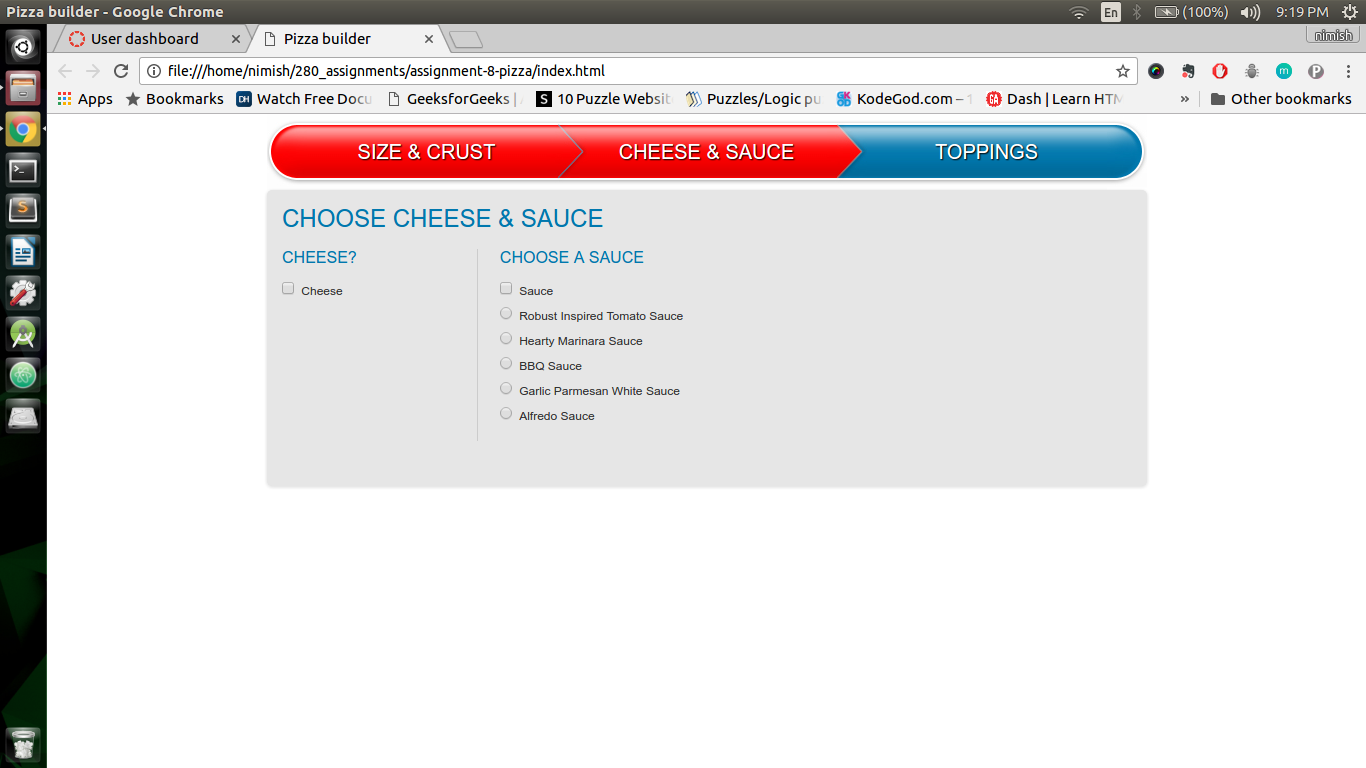 Pizza builder - Google Chrome
En (100%) 9:19 PM
User dashboard Pizza builder nimish
file:///home/nimish/280_assignments/assignment-8-pizza/index.html
Apps Bookmarks DH Watch Free Docu GeeksforGeeks | S 10 Puzzle Websit Puzzles/Logic pu KodeGod.com – 1 GA Dash | Learn HTM » Other bookmarks
SIZE & CRUST CHEESE & SAUCE TOPPINGS
CHOOSE CHEESE & SAUCE
CHEESE?
Cheese
CHOOSE A SAUCE
Sauce
Robust Inspired Tomato Sauce
Hearty Marinara Sauce
BBQ Sauce
Garlic Parmesan White Sauce
Alfredo Sauce